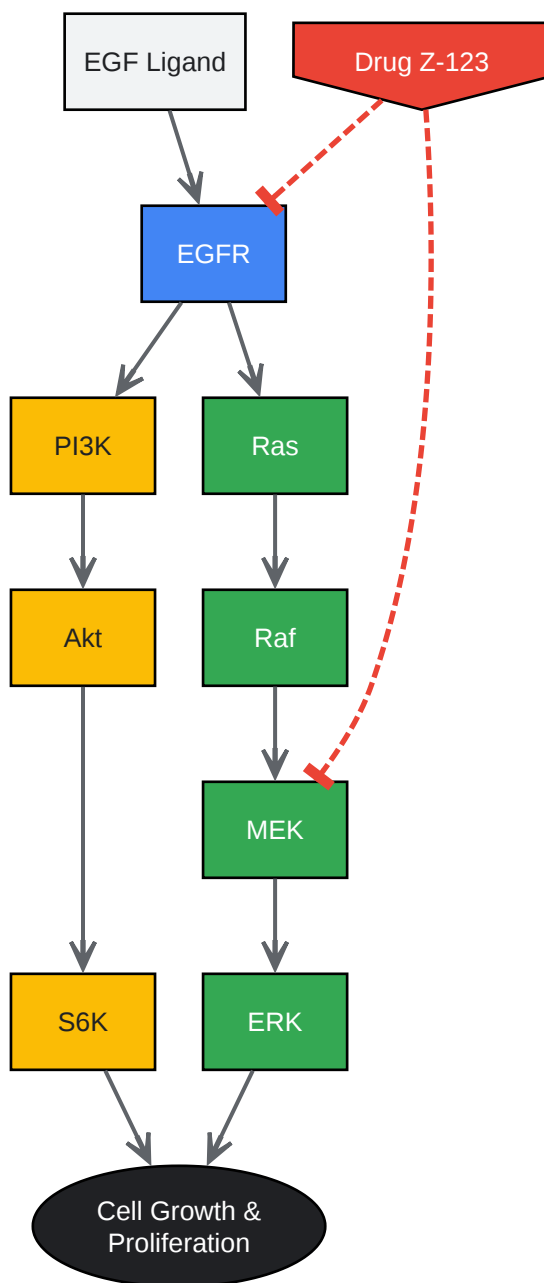 EGF Ligand
Drug Z-123
EGFR
PI3K
Ras
Akt
Raf
MEK
S6K
ERK
Cell Growth &
Proliferation